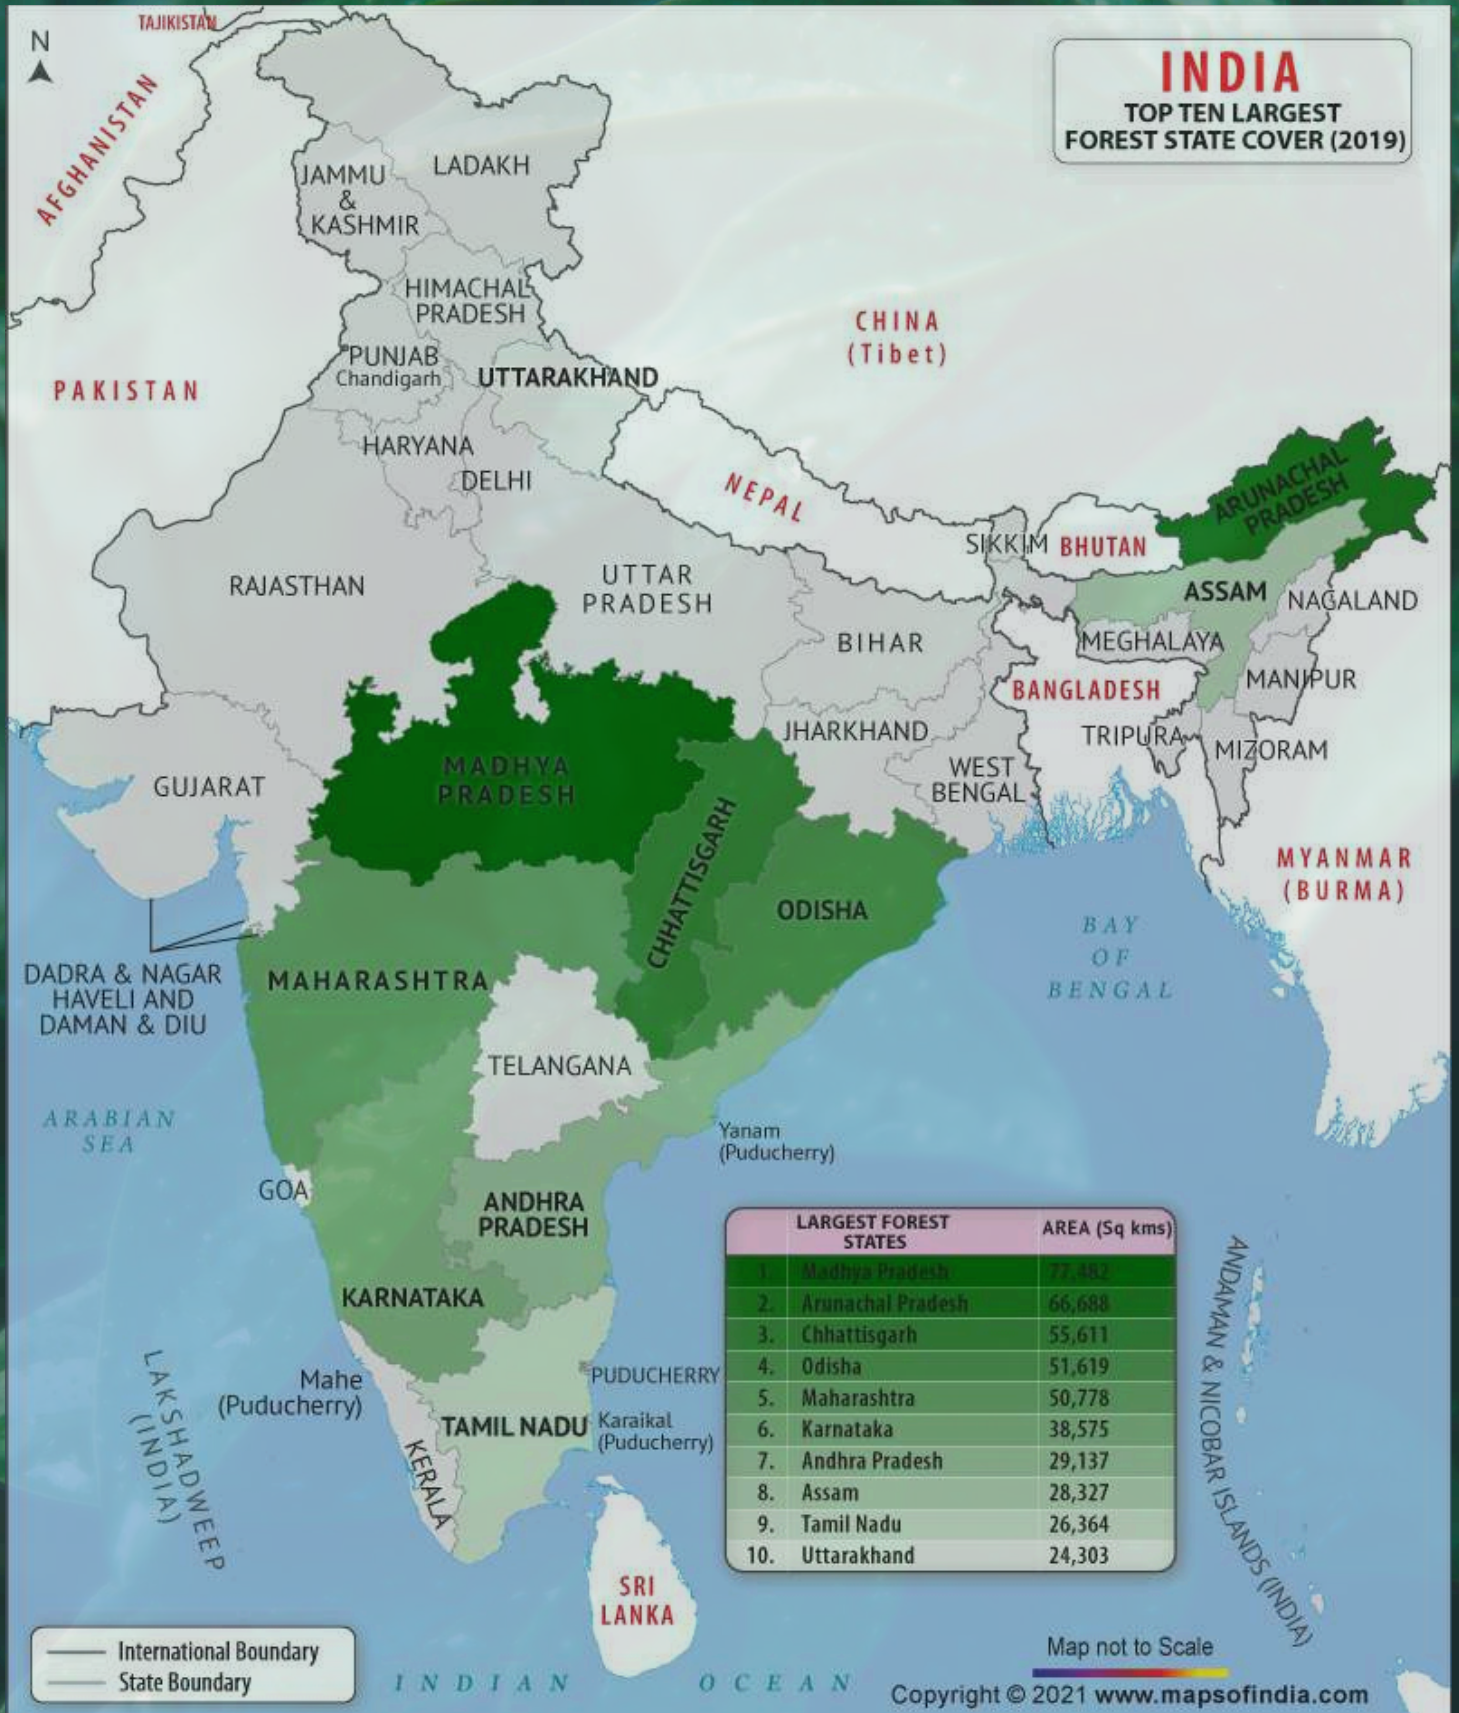 TAJIKISTAN
N
AFGHANISTAN
INDIA
TOP TEN LARGEST
FOREST STATE COVER (2019)
LADAKH
JAMMU
&
KASHMIR
HIMACHAL
PRADESH
CHINA
(Tibet)
PUNJAB
Chandigarh
UTTARAKHAND
PAKISTAN
HARYANA
DELHI
NEPAL
ARUNACHAL
PRADESH
SIKKIM
BHUTAN
RAJASTHAN
UTTAR
PRADESH
ASSAM
NAGALAND
BIHAR
MEGHALAYA
MANIPUR
BANGLADESH
JHARKHAND
TRIPURA
MIZORAM
GUJARAT
MADHYA
PRADESH
WEST
BENGAL
CHHATTISGARH
MYANMAR
(BURMA)
ODISHA
BAY
OF
BENGAL
DADRA & NAGAR
HAVELI AND
DAMAN & DIU
MAHARASHTRA
TELANGANA
ARABIAN
SEA
Yanam
(Puducherry)
GOA
ANDHRA
PRADESH
KARNATAKA
LARGEST FOREST
STATES
AREA (Sq kms)
1. Madhya Pradesh 77,482
2. Arunachal Pradesh 66,688
3. Chhattisgarh 55,611
4. Odisha 51,619
5. Maharashtra 50,778
6. Karnataka 38,575
7. Andhra Pradesh 29,137
8. Assam 28,327
9. Tamil Nadu 26,364
10. Uttarakhand 24,303
ANDAMAN & NICOBAR ISLANDS (INDIA)
LAKSHADWEEP
(INDIA)
Mahe
(Puducherry)
PUDUCHERRY
TAMIL NADU
Karaikal
(Puducherry)
KERALA
SRI
LANKA
International Boundary
State Boundary
INDIAN OCEAN
Map not to Scale
Copyright © 2021 www.mapsofindia.com